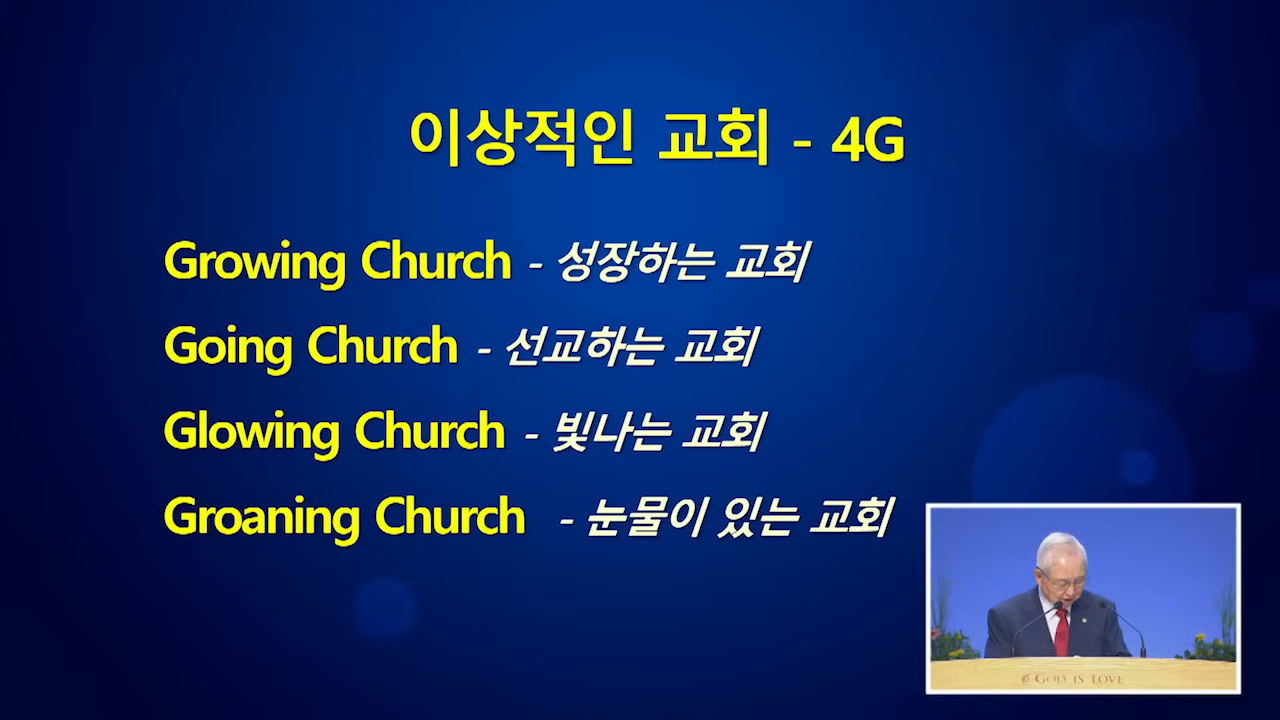 이상적인 교회 - 4G
Growing Church - 성장하는 교회
Going Church - 선교하는 교회
Glowing Church - 빛나는 교회
Groaning Church - 눈물이 있는 교회
GOD IS LOVE